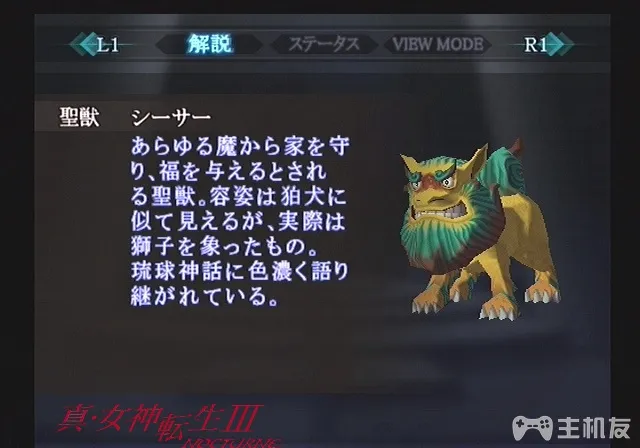 L1 解説 ステータス VIEW MODE R1
聖獣 シーサー
あらゆる魔から家を守
り、福を与えるとされ
る聖獣。容姿は狛犬に
似て見えるが、実際は
獅子を象ったもの。
琉球神話に色濃く語り
継がれている。
真・女神転生III
NOCTURNE
主机友